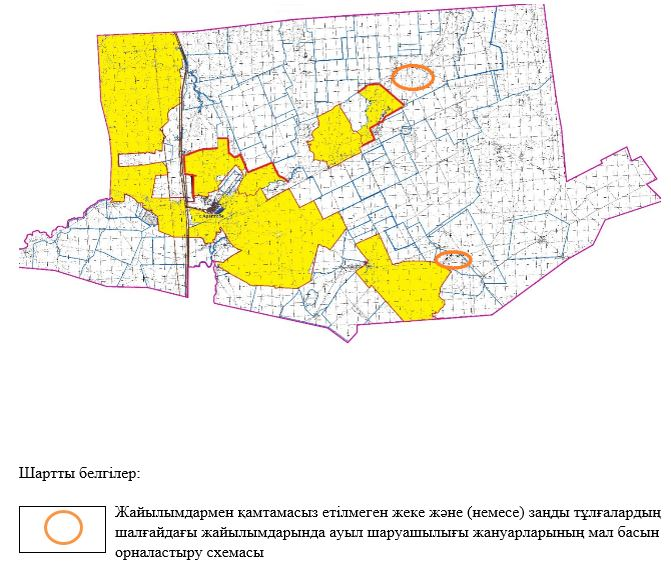 Шартты белгілер:
Жайылымдармен қамтамасыз етілмеген жеке және (немесе) заңды тұлғалардың
шалғайдағы жайылымдарында ауыл шаруашылығы жануарларының мал басын
орналастыру схемасы